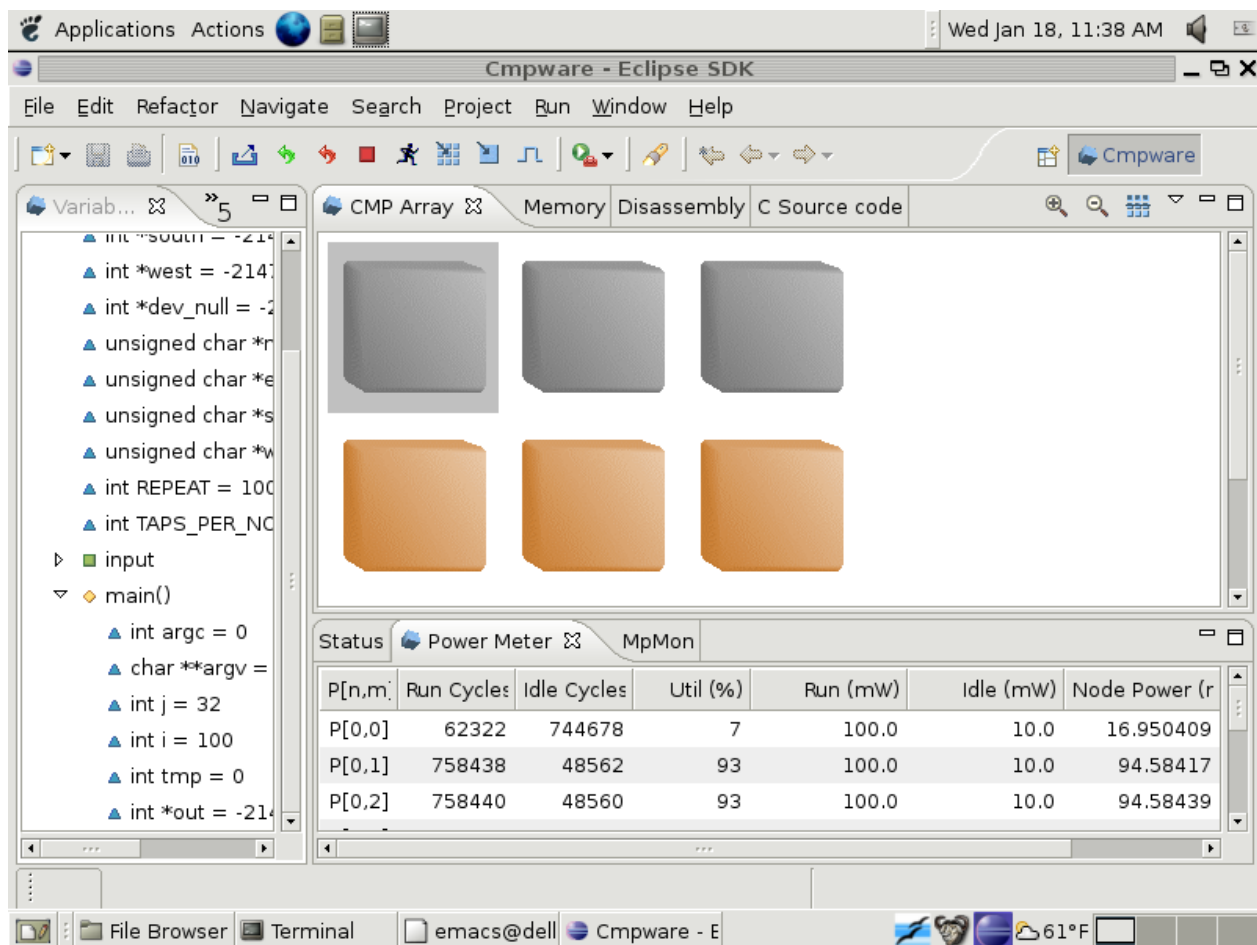 Applications Actions Wed Jan 18, 11:38 AM
Cmpware - Eclipse SDK
File Edit Refactor Navigate Search Project Run Window Help
010 Cmpware
Variab... »5 CMP Array Memory Disassembly C Source code
int *south = -214
int *west = -2147
int *dev_null = -2
unsigned char *n
unsigned char *e
unsigned char *s
unsigned char *w
int REPEAT = 100
int TAPS_PER_NO
input
main()
int argc = 0
char **argv =
int j = 32
int i = 100
int tmp = 0
int *out = -214
Status Power Meter MpMon
P[n,m] Run Cycles Idle Cycles Util (%) Run (mW) Idle (mW) Node Power (r
P[0,0] 62322 744678 7 100.0 10.0 16.950409
P[0,1] 758438 48562 93 100.0 10.0 94.58417
P[0,2] 758440 48560 93 100.0 10.0 94.58439
File Browser Terminal emacs@dell Cmpware - E 61°F